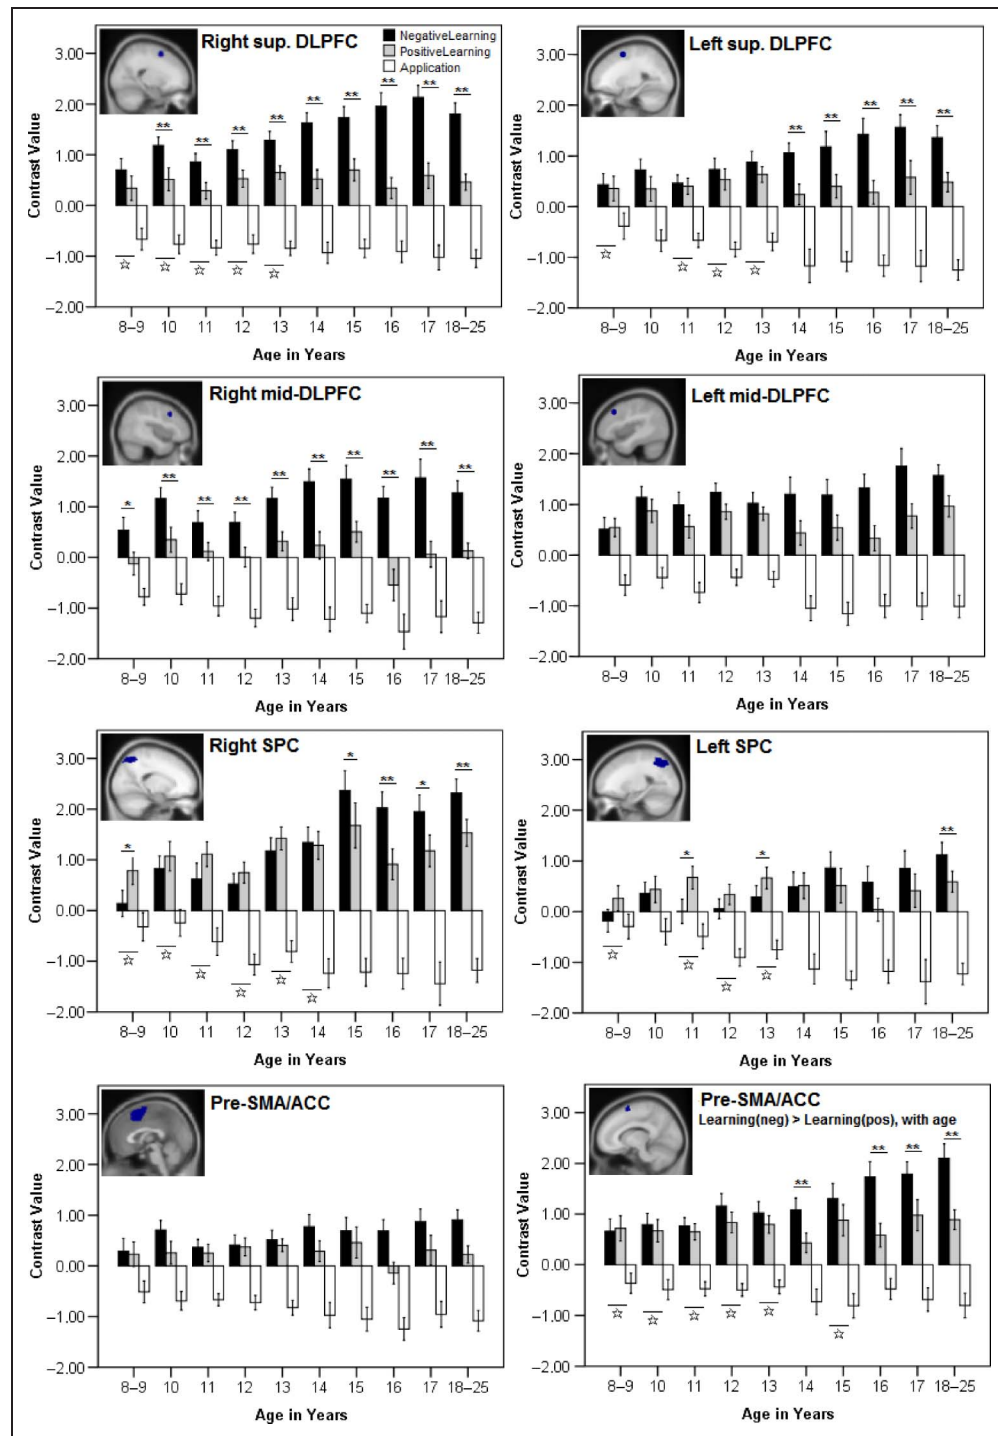 Right sup. DLPFC
NegativeLearning
PositiveLearning
Application
Contrast Value
3.00
2.00
1.00
0.00
−1.00
−2.00
** ** ** ** ** ** ** ** **
☆ ☆ ☆ ☆ ☆
8–9 10 11 12 13 14 15 16 17 18–25
Age in Years
Left sup. DLPFC
Contrast Value
3.00
2.00
1.00
0.00
−1.00
−2.00
** ** ** ** **
☆ ☆ ☆ ☆
8–9 10 11 12 13 14 15 16 17 18–25
Age in Years
Right mid-DLPFC
Contrast Value
3.00
2.00
1.00
0.00
−1.00
−2.00
* ** ** ** ** ** ** ** ** **
8–9 10 11 12 13 14 15 16 17 18–25
Age in Years
Left mid-DLPFC
Contrast Value
3.00
2.00
1.00
0.00
−1.00
−2.00
8–9 10 11 12 13 14 15 16 17 18–25
Age in Years
Right SPC
Contrast Value
3.00
2.00
1.00
0.00
−1.00
−2.00
* * ** * **
☆ ☆ ☆ ☆ ☆ ☆
8–9 10 11 12 13 14 15 16 17 18–25
Age in Years
Left SPC
Contrast Value
3.00
2.00
1.00
0.00
−1.00
−2.00
* * **
☆ ☆ ☆ ☆
8–9 10 11 12 13 14 15 16 17 18–25
Age in Years
Pre-SMA/ACC
Contrast Value
3.00
2.00
1.00
0.00
−1.00
−2.00
8–9 10 11 12 13 14 15 16 17 18–25
Age in Years
Pre-SMA/ACC
Learning(neg) > Learning(pos), with age
Contrast Value
3.00
2.00
1.00
0.00
−1.00
−2.00
** ** ** **
☆ ☆ ☆ ☆ ☆ ☆
8–9 10 11 12 13 14 15 16 17 18–25
Age in Years